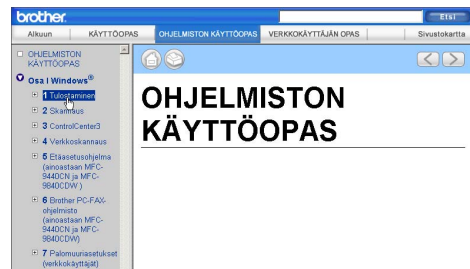 brother.
Etsi
Alkuun
KÄYTTÖOPAS
OHJELMISTON KÄYTTÖOPAS
VERKKOKÄYTTÄJÄN OPAS
Sivustokartta
OHJELMISTON
KÄYTTÖOPAS
Osa I Windows®
1 Tulostaminen
2 Skannaus
3 ControlCenter3
4 Verkkoskannaus
5 Etäasetusohjelma
(ainoastaan MFC-
9440CN ja MFC-
9840CDW )
6 Brother PC-FAX-
ohjelmisto
(ainoastaan MFC-
9440CN ja MFC-
9840CDW)
7 Palomuuriasetukset
(verkkokäyttäjät)
OHJELMISTON
KÄYTTÖOPAS